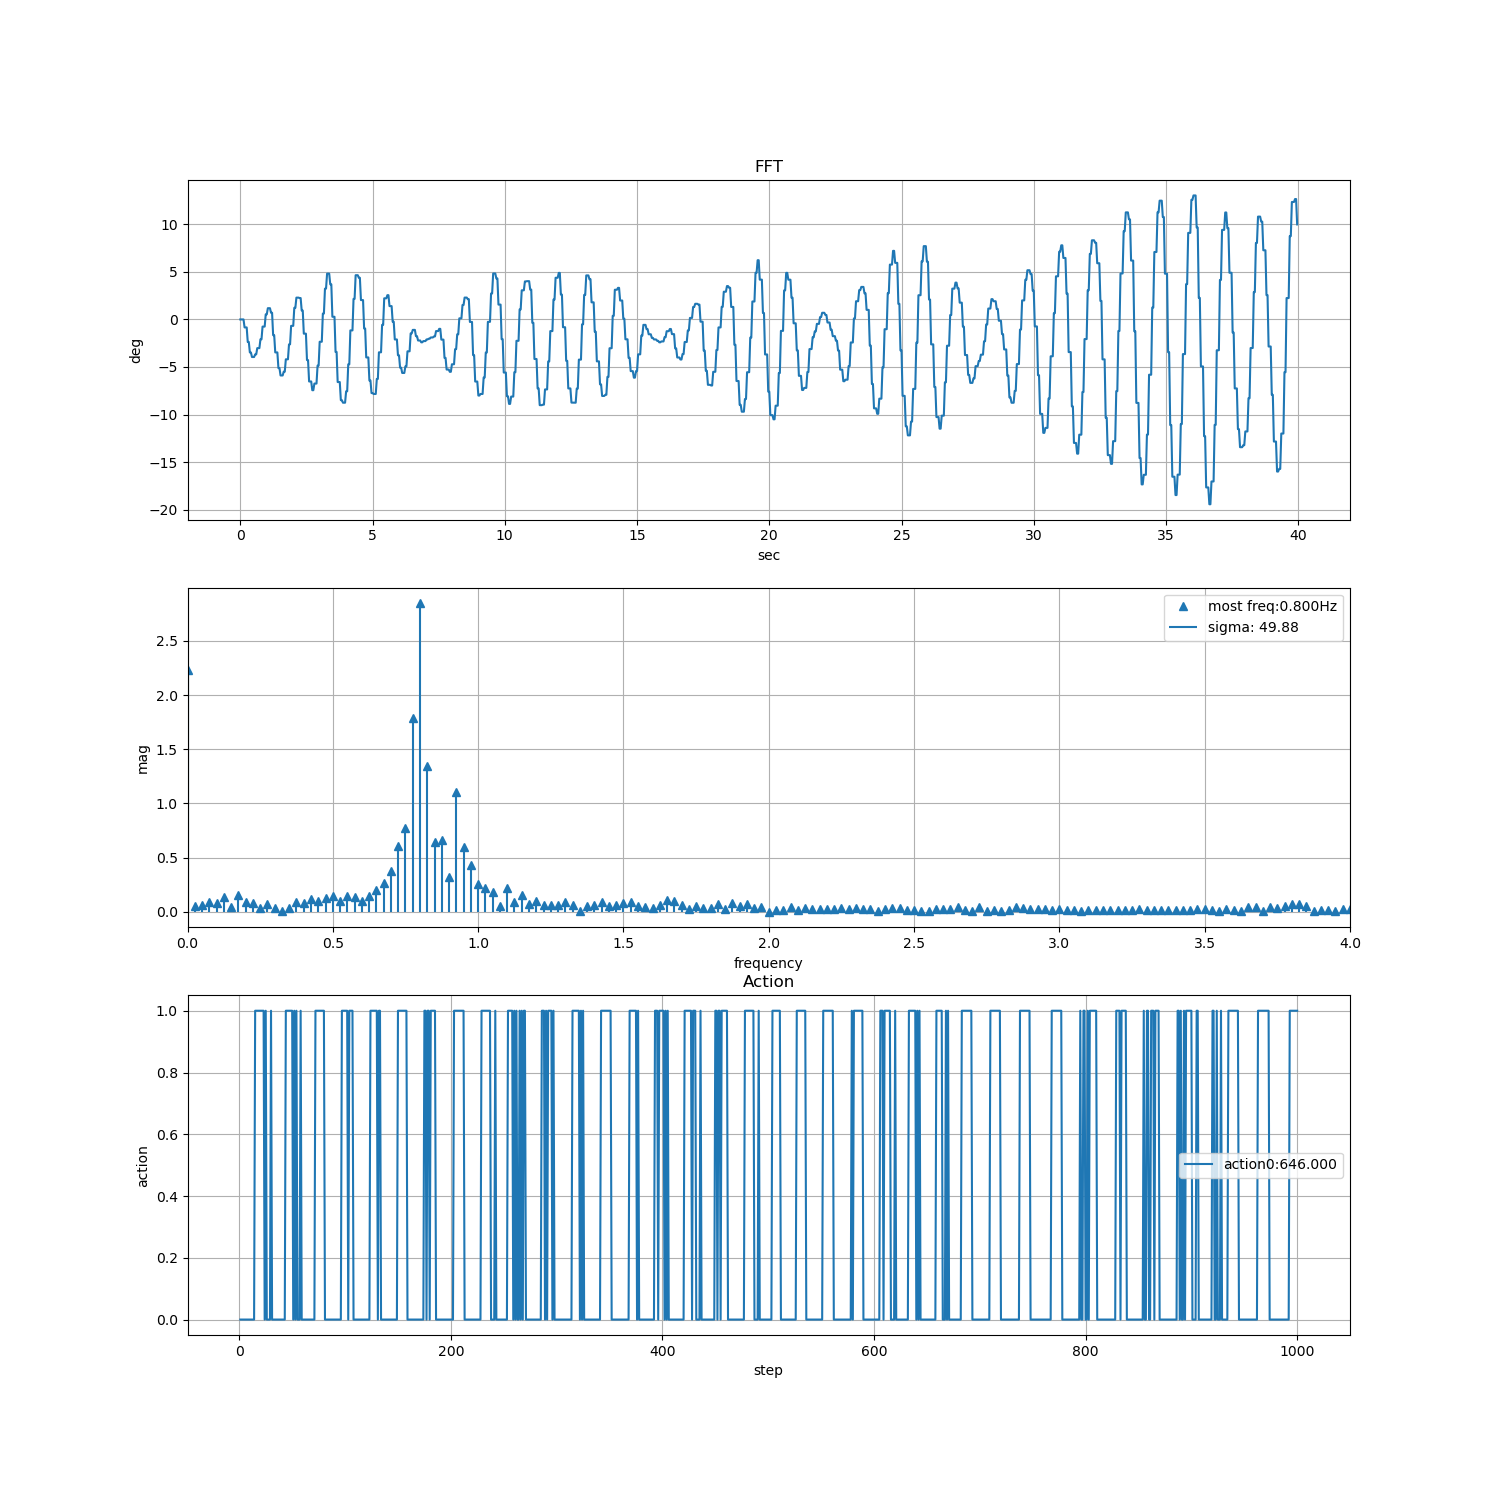 FFT
10
5
0
−5
−10
−15
−20
deg
0 5 10 15 20 25 30 35 40
sec
most freq:0.800Hz
sigma: 49.88
2.5
2.0
1.5
1.0
0.5
0.0
mag
0.0 0.5 1.0 1.5 2.0 2.5 3.0 3.5 4.0
frequency
Action
1.0
0.8
0.6
0.4
0.2
0.0
action
action0:646.000
0 200 400 600 800 1000
step